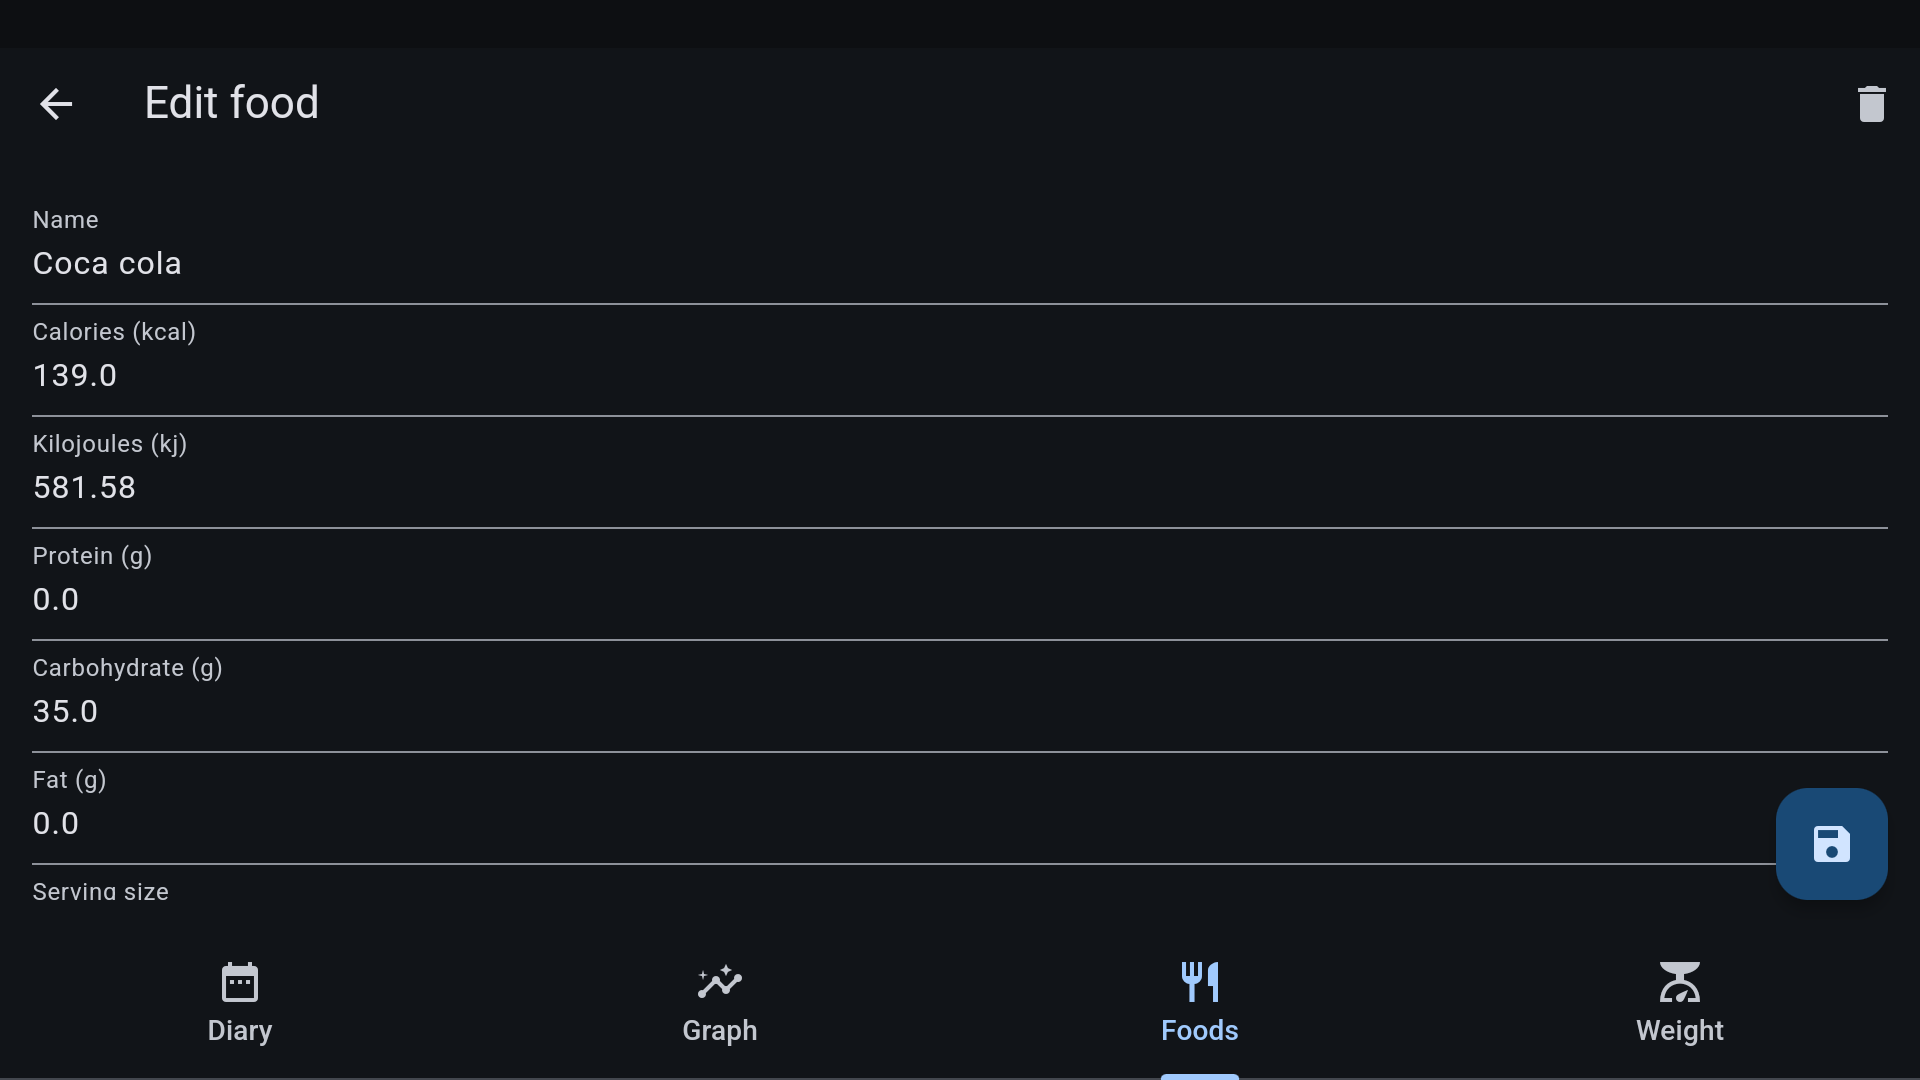 Edit food
Name
Coca cola
Calories (kcal)
139.0
Kilojoules (kj)
581.58
Protein (g)
0.0
Carbohydrate (g)
35.0
Fat (g)
0.0
Serving size
Diary
Graph
Foods
Weight